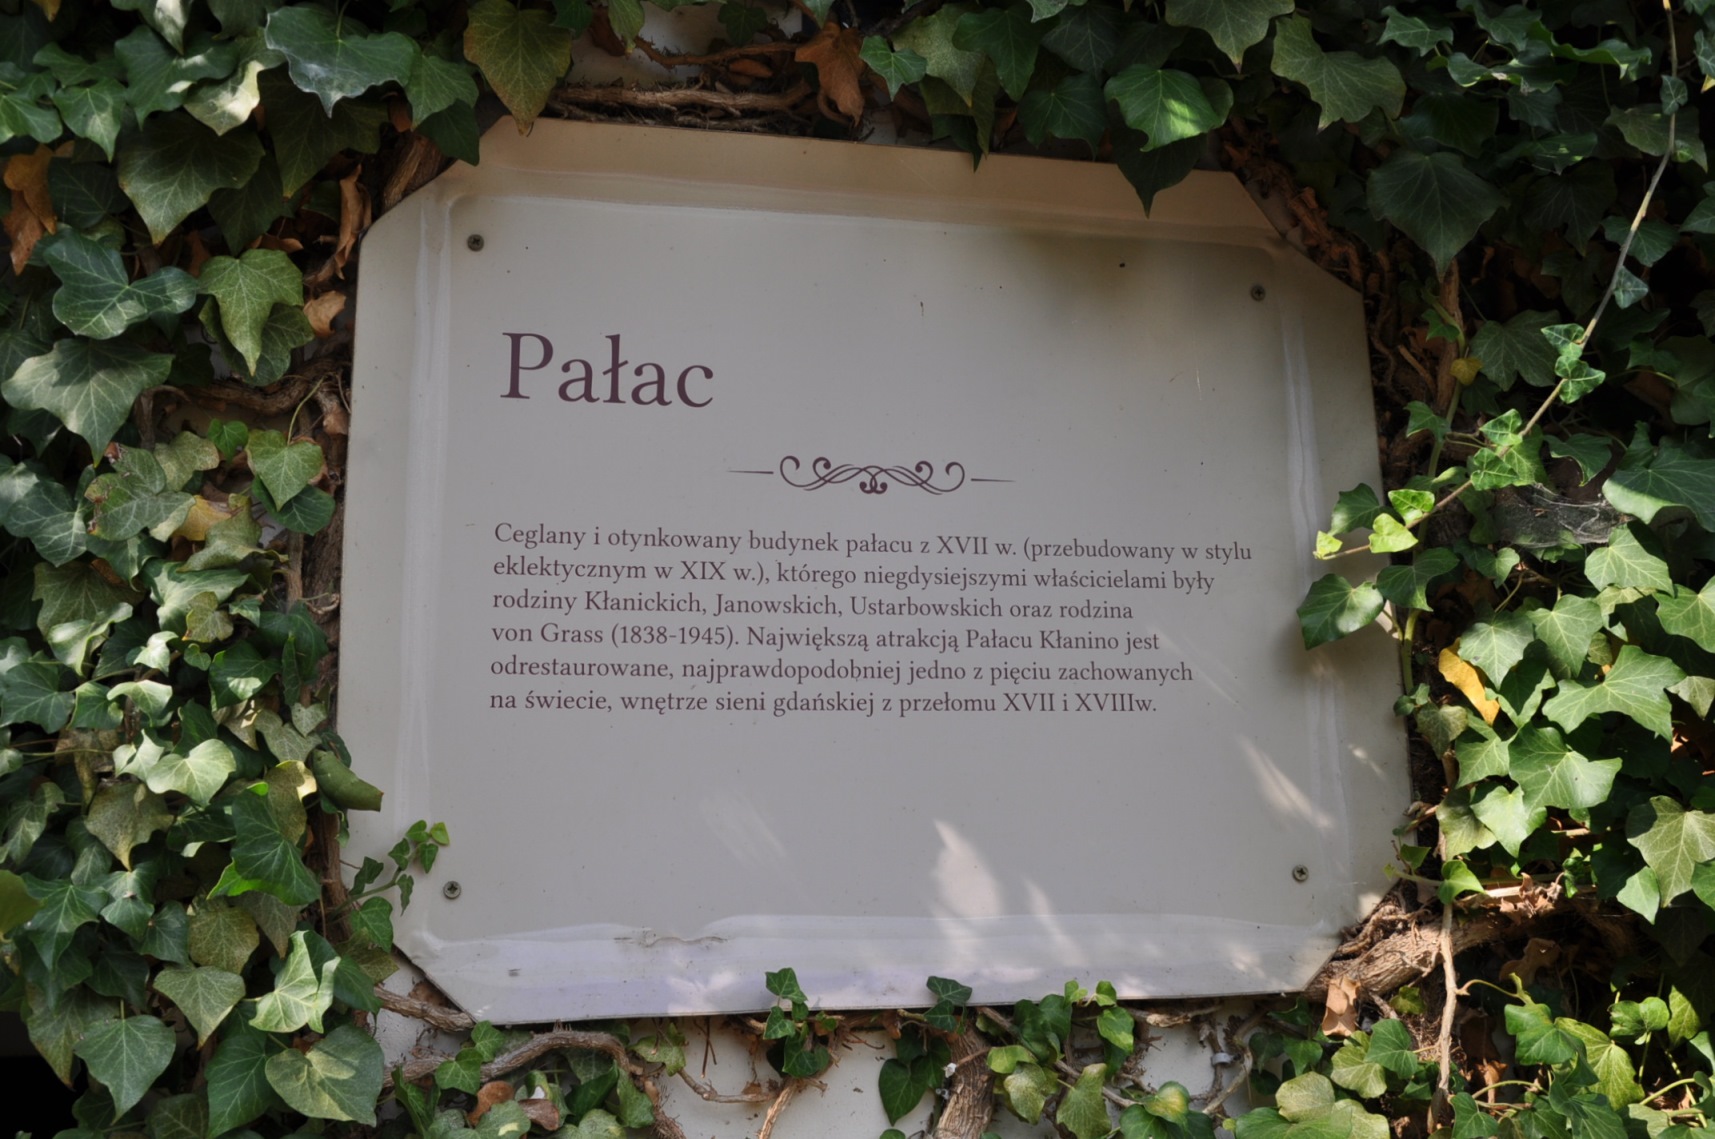 Pałac
Ceglany i otynkowany budynek pałacu z XVII w. (przebudowany w stylu
eklektycznym w XIX w.), którego niegdysiejszymi właścicielami były
rodziny Kłanickich, Janowskich, Ustarbowskich oraz rodzina
von Grass (1838-1945). Największą atrakcją Pałacu Kłanino jest
odrestaurowane, najprawdopodobniej jedno z pięciu zachowanych
na świecie, wnętrze sieni gdańskiej z przełomu XVII i XVIIIw.